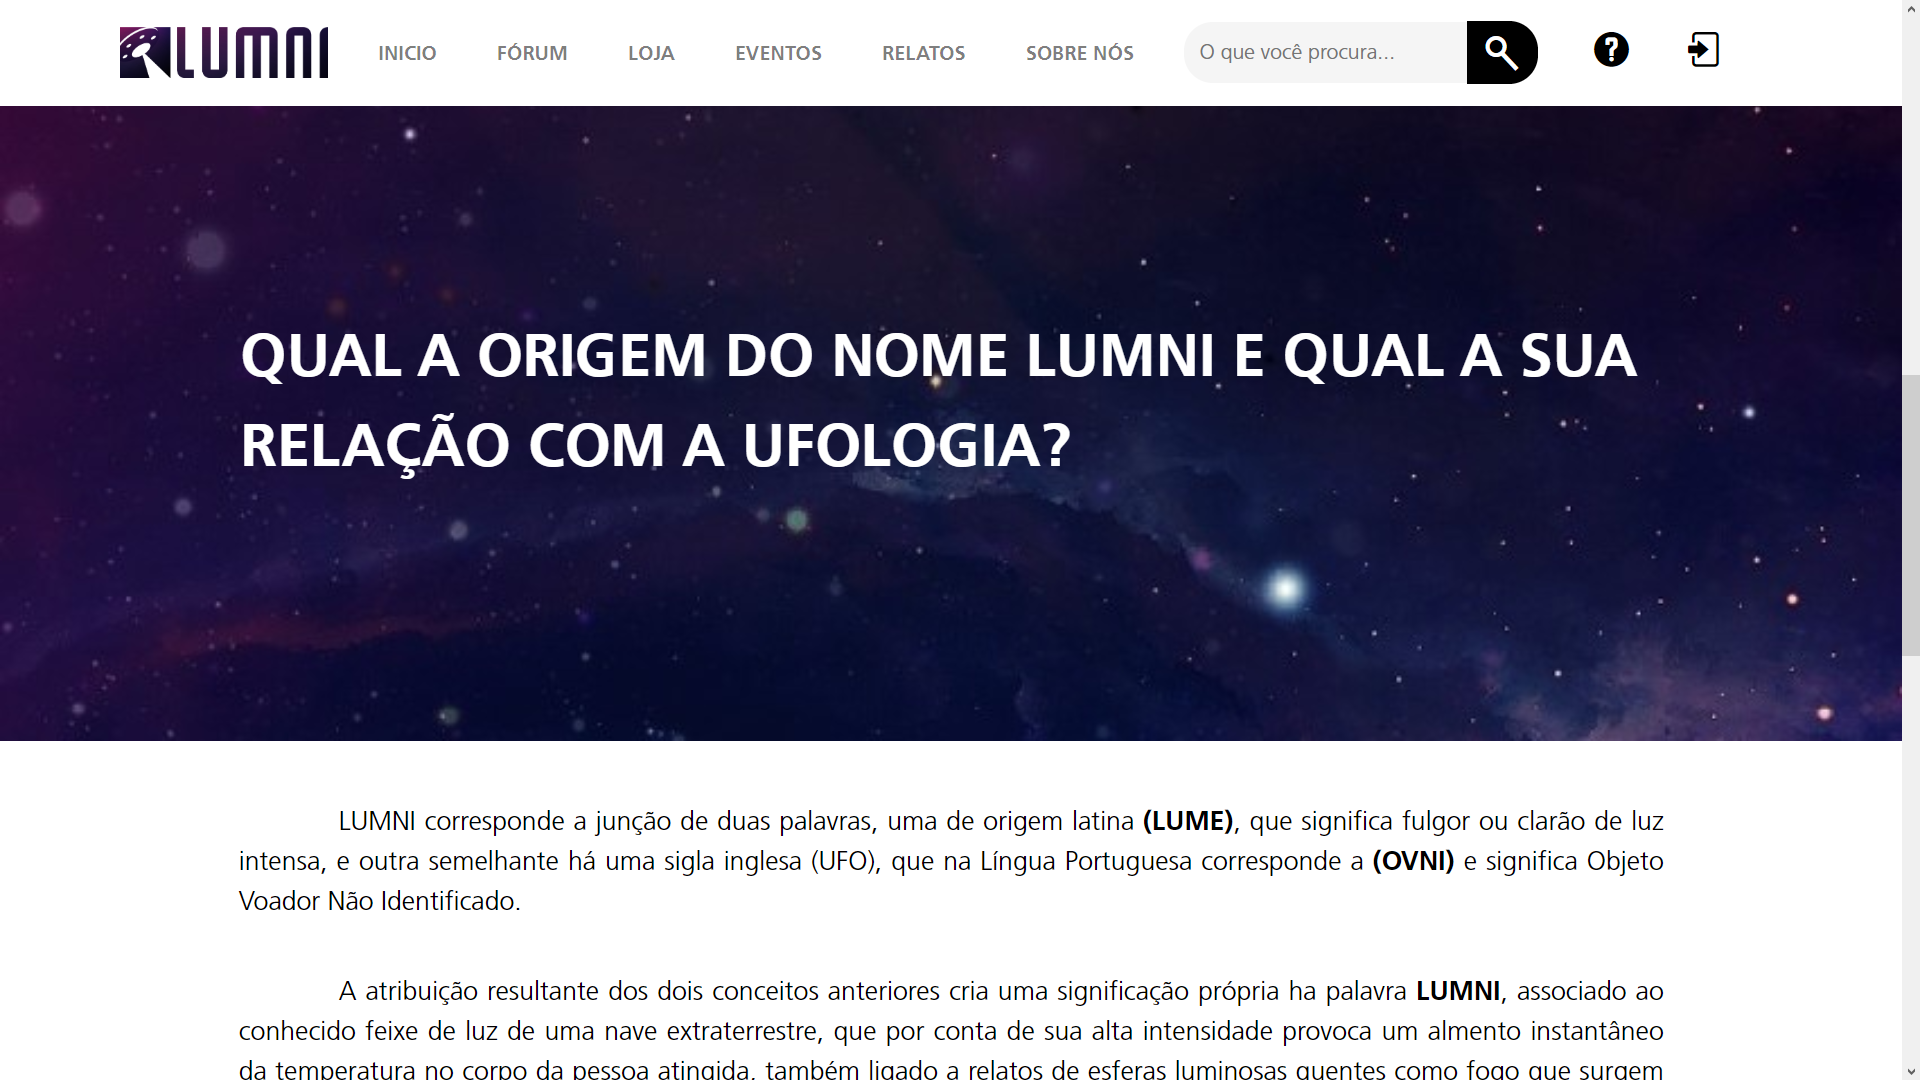 LUMNI
INICIO
FÓRUM
LOJA
EVENTOS
RELATOS
SOBRE NÓS
O que você procura...
?
QUAL A ORIGEM DO NOME LUMNI E QUAL A SUA
RELAÇÃO COM A UFOLOGIA?
LUMNI corresponde a junção de duas palavras, uma de origem latina (LUME), que significa fulgor ou clarão de luz
intensa, e outra semelhante há uma sigla inglesa (UFO), que na Língua Portuguesa corresponde a (OVNI) e significa Objeto
Voador Não Identificado.
A atribuição resultante dos dois conceitos anteriores cria uma significação própria ha palavra LUMNI, associado ao
conhecido feixe de luz de uma nave extraterrestre, que por conta de sua alta intensidade provoca um almento instantâneo
da temperatura no corpo da pessoa atingida, também ligado a relatos de esferas luminosas quentes como fogo que surgem